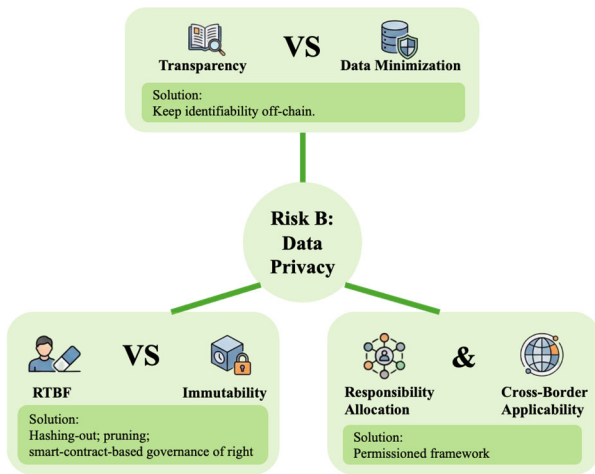 VS
Transparency Data Minimization
Solution:
Keep identifiability off-chain.
Risk B:
Data
Privacy
VS
RTBF Immutability
Solution:
Hashing-out; pruning;
smart-contract-based governance of right
&
Responsibility
Allocation
Cross-Border
Applicability
Solution:
Permissioned framework